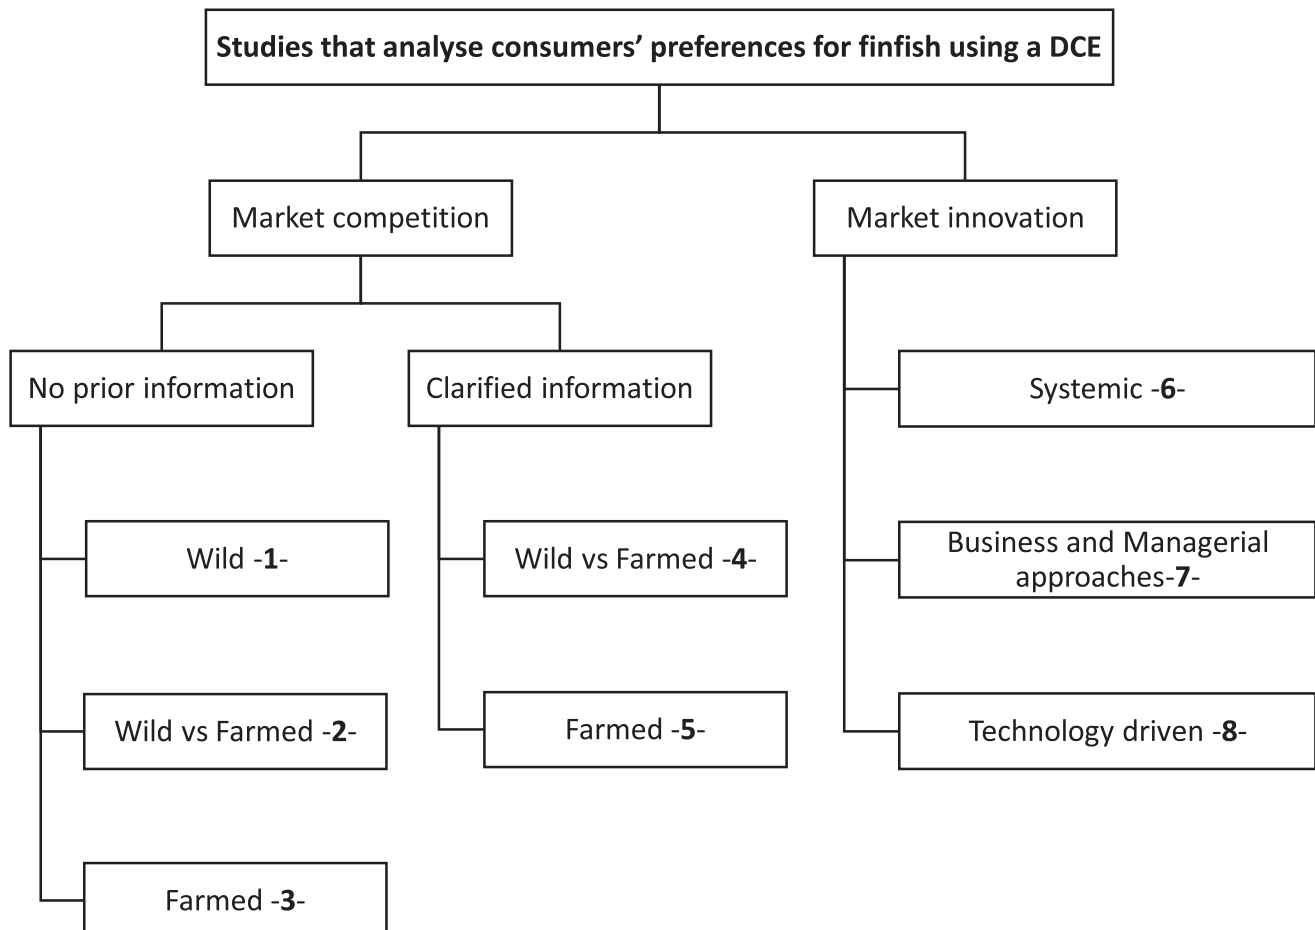 Studies that analyse consumers’ preferences for finfish using a DCE
Market competition
Market innovation
No prior information
Clarified information
Systemic -6-
Wild -1-
Wild vs Farmed -4-
Business and Managerial
approaches-7-
Wild vs Farmed -2-
Farmed -5-
Technology driven -8-
Farmed -3-